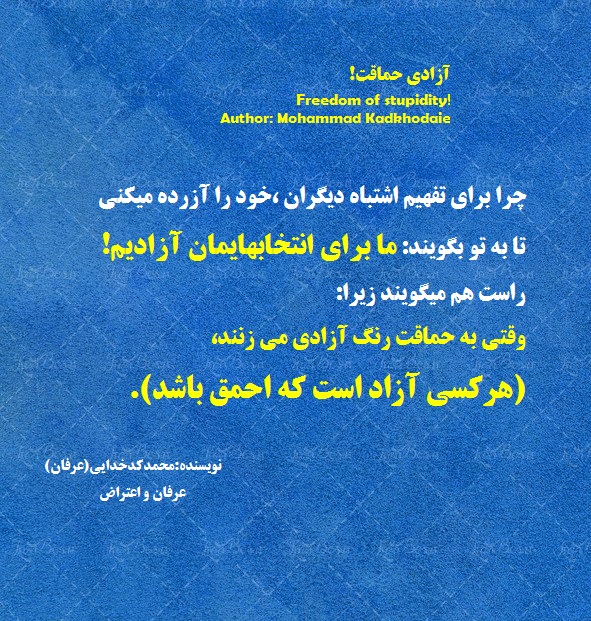 آزادی حماقت!
Freedom of stupidity!
Author: Mohammad Kadkhodaie
چرا برای تفهیم اشتباه دیگران ،خود را آزرده میکنی
تا به تو بگویند: ما برای انتخابهایمان آزادیم!
راست هم میگویند زیرا:
وقتی به حماقت رنگ آزادی می زنند،
(هرکسی آزاد است که احمق باشد).
نویسنده:محمدکدخدایی(عرفان)
عرفان و اعتراض